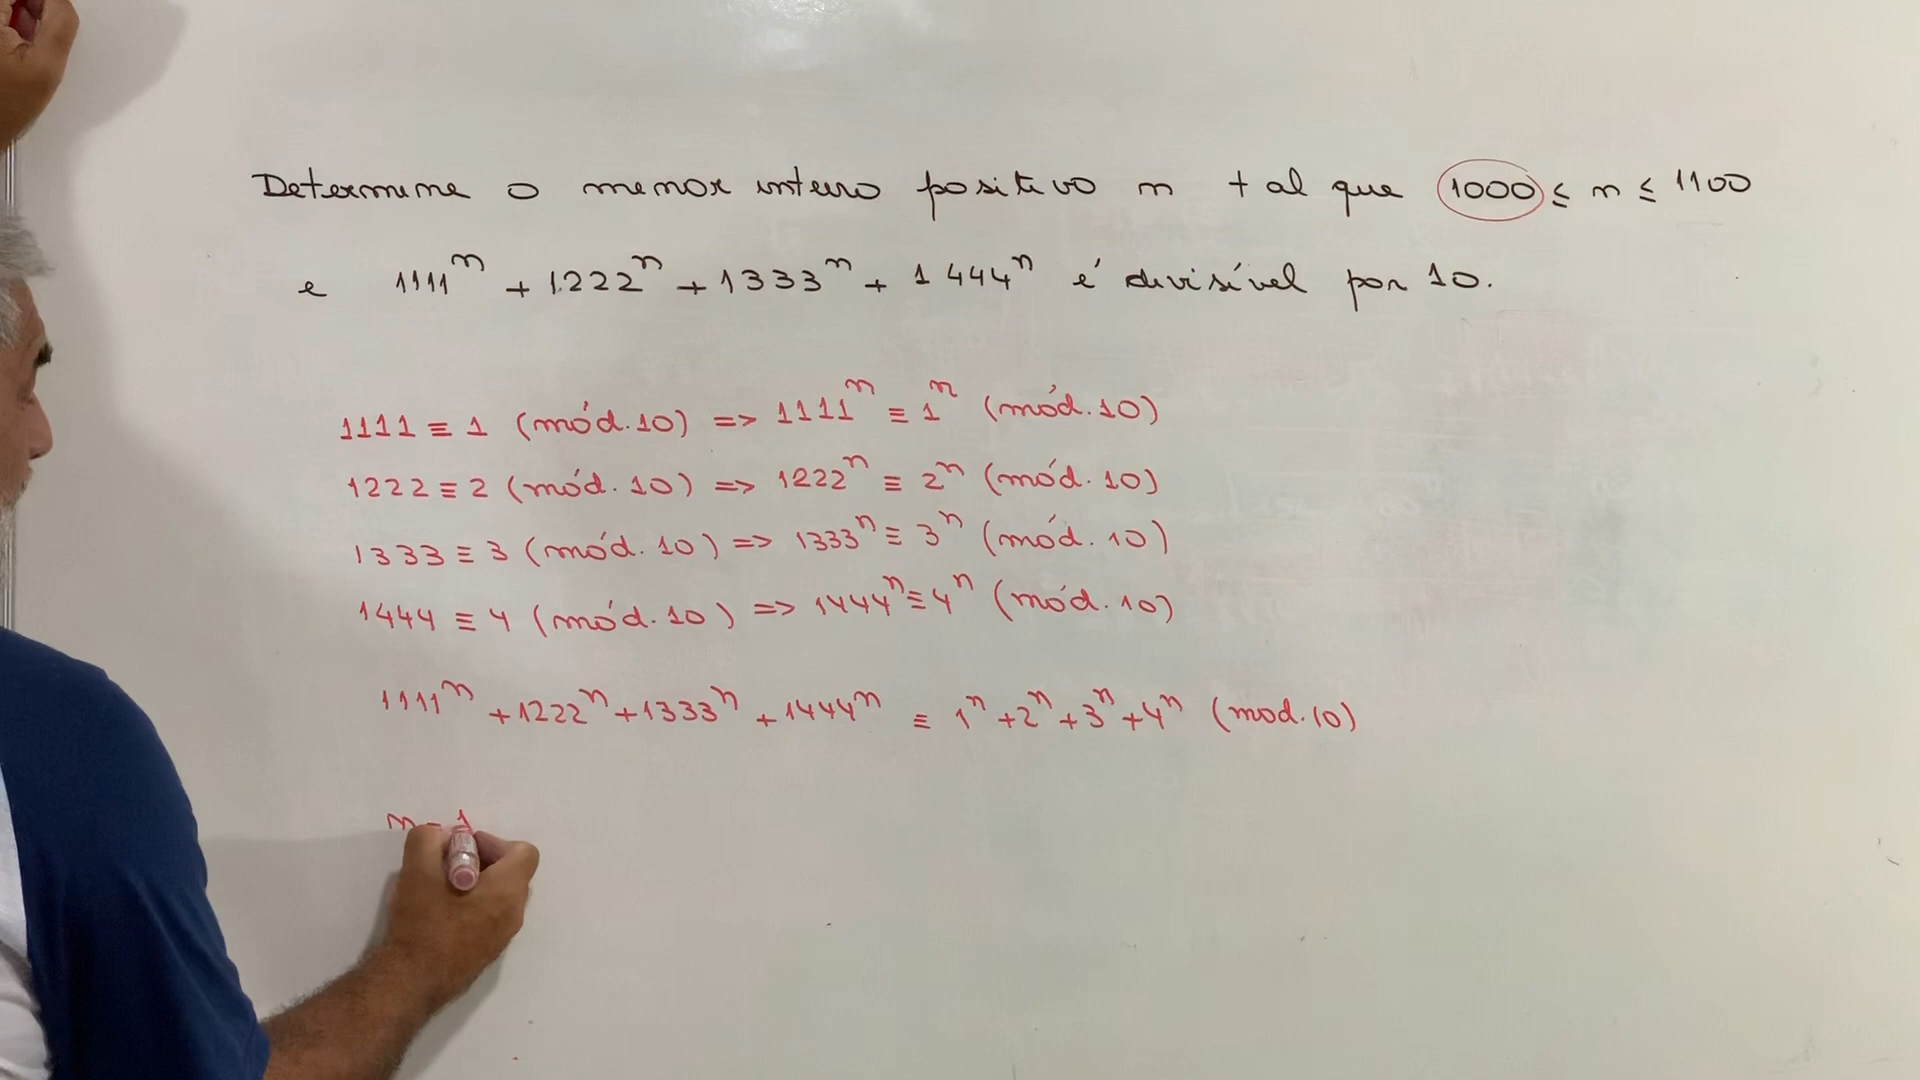 Determine o menor inteiro positivo n tal que 1000 ≤ n ≤ 1100
e 1111ⁿ + 1222ⁿ + 1333ⁿ + 1444ⁿ é divisível por 10.
1111 ≡ 1 (mód. 10) => 1111ⁿ ≡ 1ⁿ (mód. 10)
1222 ≡ 2 (mód. 10) => 1222ⁿ ≡ 2ⁿ (mód. 10)
1333 ≡ 3 (mód. 10) => 1333ⁿ ≡ 3ⁿ (mód. 10)
1444 ≡ 4 (mód. 10) => 1444ⁿ ≡ 4ⁿ (mód. 10)
1111ⁿ + 1222ⁿ + 1333ⁿ + 1444ⁿ ≡ 1ⁿ + 2ⁿ + 3ⁿ + 4ⁿ (mod. 10)
n = 1